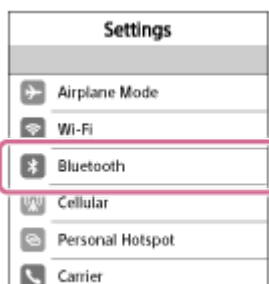 Settings
Airplane Mode
Wi-Fi
Bluetooth
Cellular
Personal Hotspot
Carrier